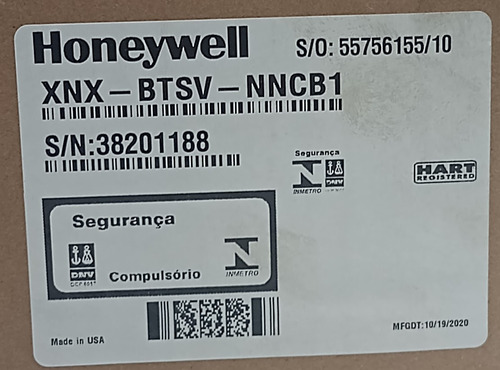 Honeywell
S/O: 55756155/10
XNX-BTSV-NNCB1
S/N:38201188
Segurança
INMETRO
HART
REGISTERED
Segurança
DNV
Compulsório
INMETRO
Made in USA
MFGDT:10/19/2020